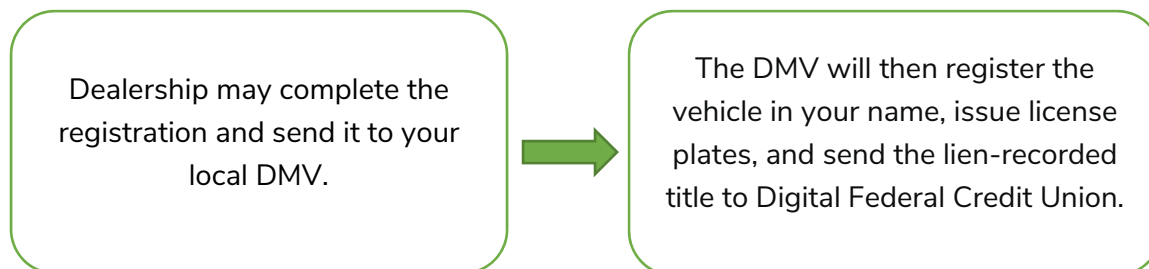 Dealership may complete the
registration and send it to your
local DMV.
The DMV will then register the
vehicle in your name, issue license
plates, and send the lien-recorded
title to Digital Federal Credit Union.